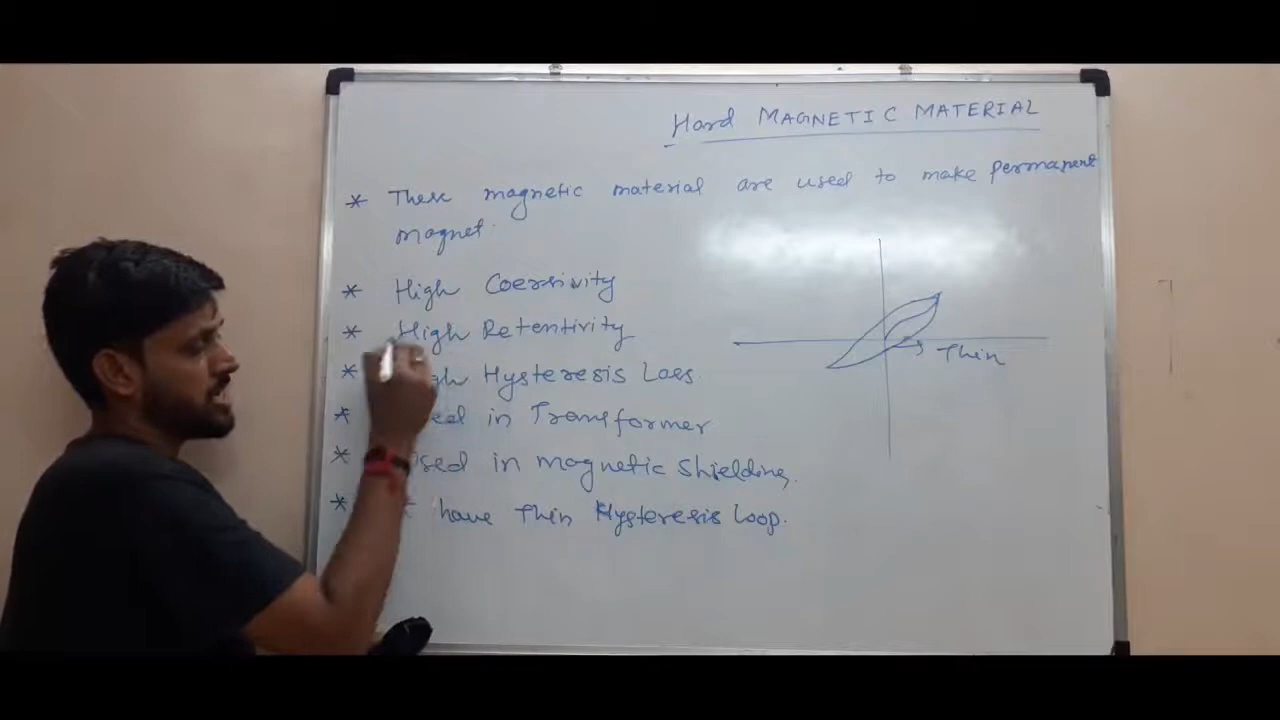 Hard MAGNETIC MATERIAL
* These magnetic material are used to make permanent
magnet.
* High Coersivity
* High Retentivity
* Hysteresis Loss
* in Transformer
* Used in magnetic shielding.
* have Thin Hysteresis Loop.
Thin